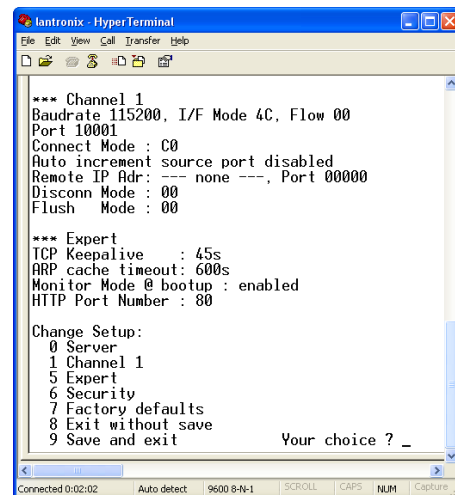 lantronix - HyperTerminal
File Edit View Call Transfer Help
*** Channel 1
Baudrate 115200, I/F Mode 4C, Flow 00
Port 10001
Connect Mode : C0
Auto increment source port disabled
Remote IP Adr: --- none ---, Port 00000
Disconn Mode : 00
Flush   Mode : 00
*** Expert
TCP Keepalive    : 45s
ARP cache timeout: 600s
Monitor Mode @ bootup : enabled
HTTP Port Number : 80
Change Setup:
0 Server
1 Channel 1
5 Expert
6 Security
7 Factory defaults
8 Exit without save
9 Save and exit            Your choice ? _
Connected 0:02:02 Auto detect 9600 8-N-1 SCROLL CAPS NUM Capture